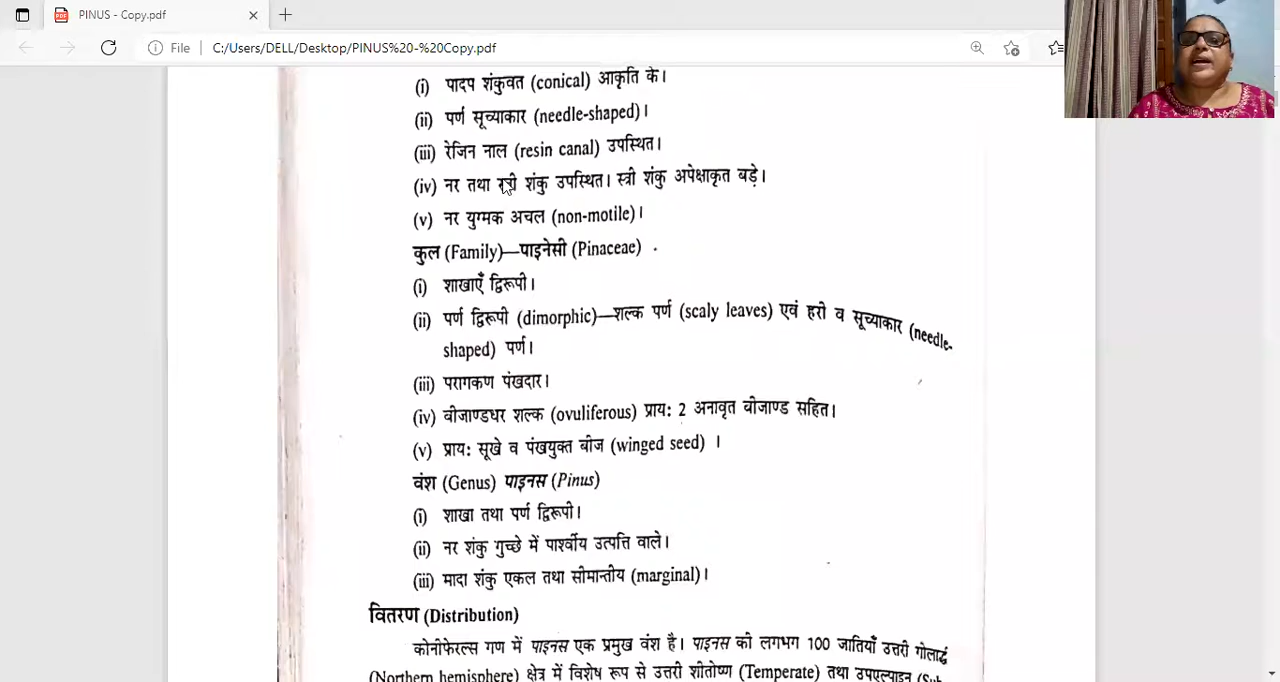 PINUS - Copy.pdf
File C:/Users/DELL/Desktop/PINUS%20-%20Copy.pdf
(i) पादप शंकुवत (conical) आकृति के।
(ii) पर्ण सूच्याकार (needle-shaped)।
(iii) रेजिन नाल (resin canal) उपस्थित।
(iv) नर तथा स्त्री शंकु उपस्थित। स्त्री शंकु अपेक्षाकृत बड़े।
(v) नर युग्मक अचल (non-motile)।
कुल (Family)—पाइनेसी (Pinaceae)
(i) शाखाएँ द्विरूपी।
(ii) पर्ण द्विरूपी (dimorphic)—शल्क पर्ण (scaly leaves) एवं हरी व सूच्याकार (needle-
shaped) पर्ण।
(iii) परागकण पंखदार।
(iv) वीजाण्डधर शल्क (ovuliferous) प्राय: 2 अनावृत वीजाण्ड सहित।
(v) प्राय: सूखे व पंखयुक्त बीज (winged seed) ।
वंश (Genus) पाइनस (Pinus)
(i) शाखा तथा पर्ण द्विरूपी।
(ii) नर शंकु गुच्छे में पार्श्वीय उत्पत्ति वाले।
(iii) मादा शंकु एकल तथा सीमान्तीय (marginal)।
वितरण (Distribution)
कोनीफेरल्स गण में पाइनस एक प्रमुख वंश है। पाइनस की लगभग 100 जातियाँ उत्तरी गोलार्द्ध
(Northern hemisphere) क्षेत्र में विशेष रूप से उत्तरी शीतोष्ण (Temperate) तथा उपएल्पाइन (Sub-